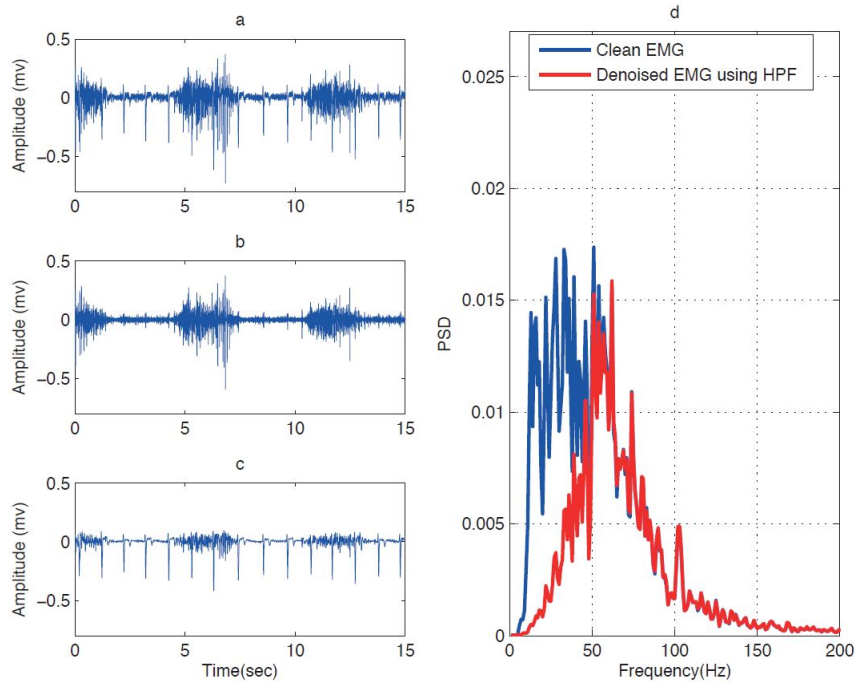 a
0.5
0
−0.5
Amplitude (mv)
0 5 10 15
b
0.5
0
−0.5
Amplitude (mv)
0 5 10 15
c
0.5
0
−0.5
Amplitude (mv)
0 5 10 15
Time(sec)
d
Clean EMG
Denoised EMG using HPF
0.025
0.02
0.015
0.01
0.005
0
PSD
0 50 100 150 200
Frequency(Hz)